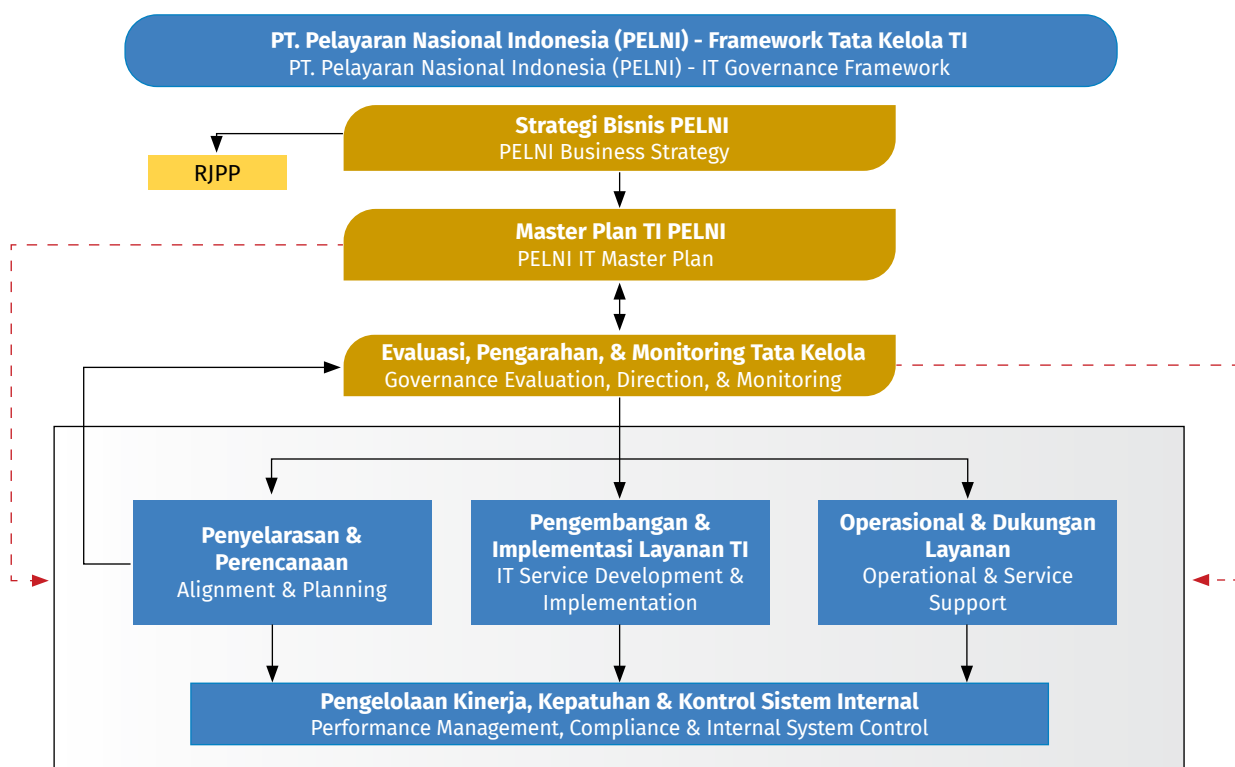 PT. Pelayaran Nasional Indonesia (PELNI) - Framework Tata Kelola TI
PT. Pelayaran Nasional Indonesia (PELNI) - IT Governance Framework
Strategi Bisnis PELNI
PELNI Business Strategy
RJPP
Master Plan TI PELNI
PELNI IT Master Plan
Evaluasi, Pengarahan, & Monitoring Tata Kelola
Governance Evaluation, Direction, & Monitoring
Penyelarasan &
Perencanaan
Alignment & Planning
Pengembangan &
Implementasi Layanan TI
IT Service Development &
Implementation
Operasional & Dukungan
Layanan
Operational & Service
Support
Pengelolaan Kinerja, Kepatuhan & Kontrol Sistem Internal
Performance Management, Compliance & Internal System Control